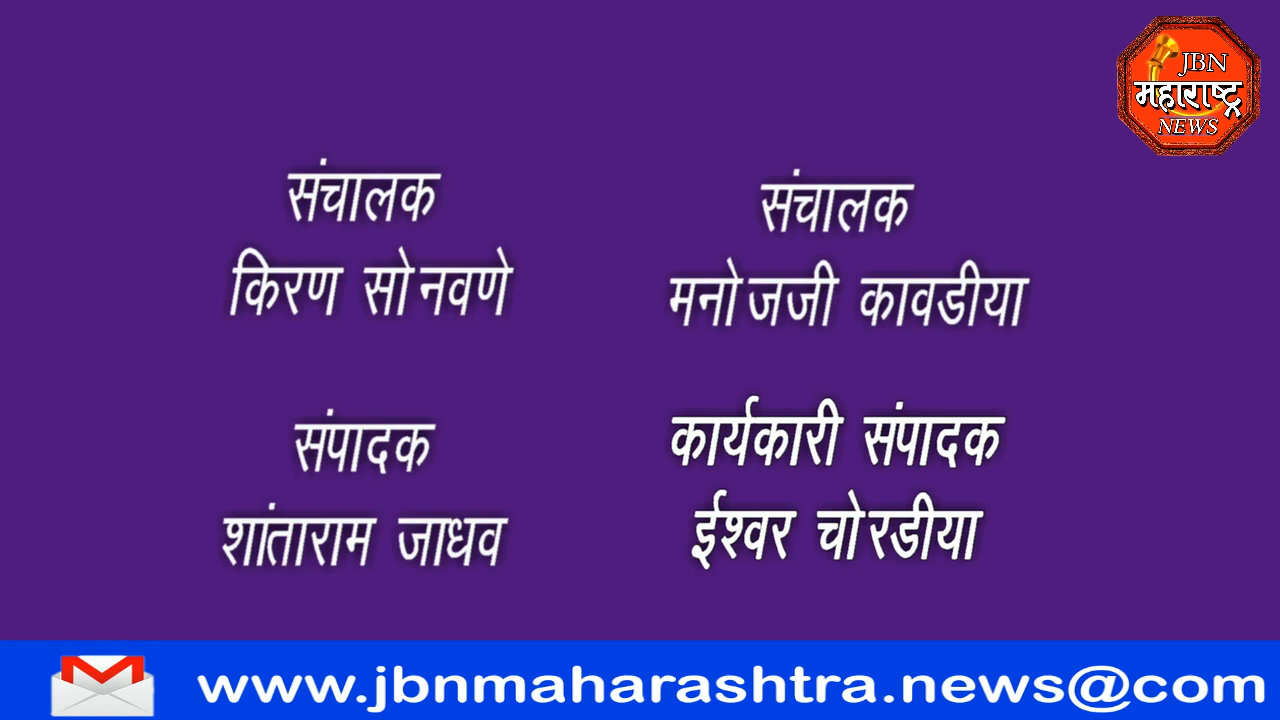 JBN
महाराष्ट्र
NEWS
संचालक
किरण सोनवणे
संचालक
मनोजजी कावडीया
संपादक
शांताराम जाधव
कार्यकारी संपादक
ईश्वर चोरडीया
www.jbnmaharashtra.news@com